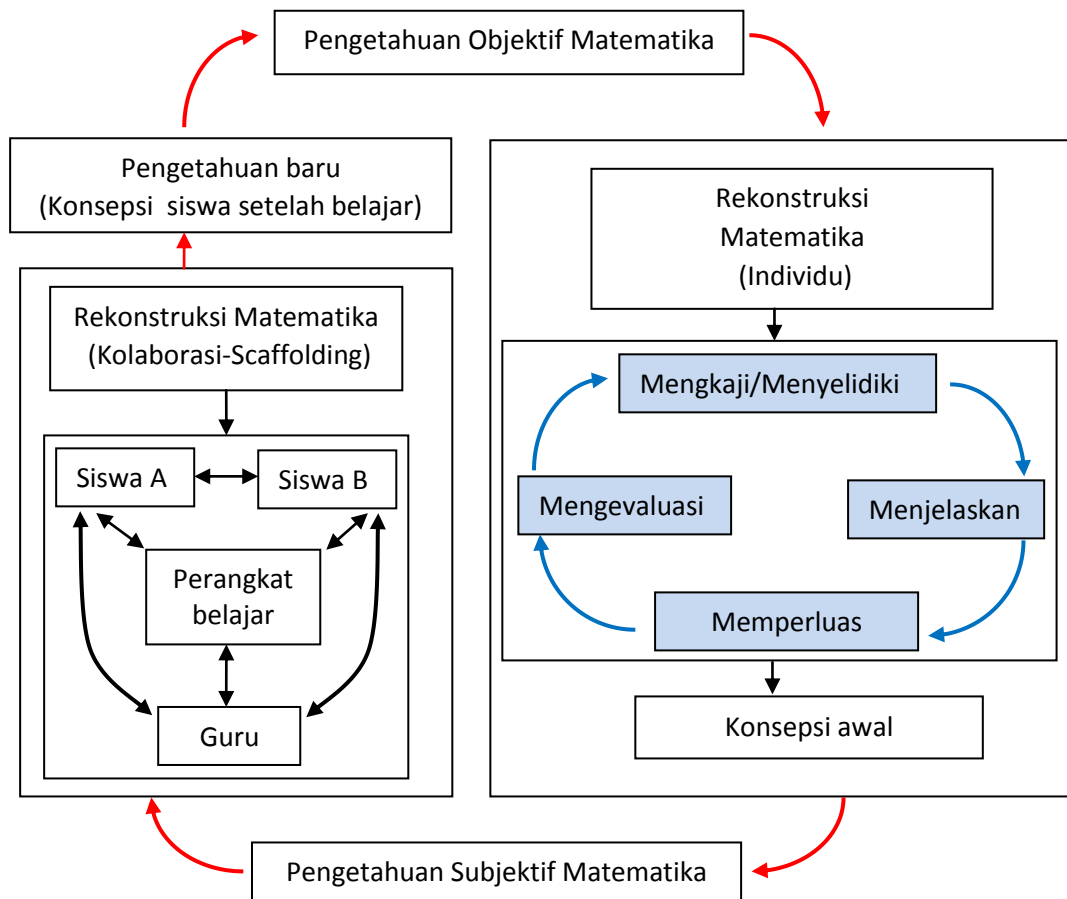 Pengetahuan Objektif Matematika
Pengetahuan baru
(Konsepsi siswa setelah belajar)
Rekonstruksi Matematika
(Kolaborasi-Scaffolding)
Siswa A
Siswa B
Perangkat
belajar
Guru
Rekonstruksi
Matematika
(Individu)
Mengkaji/Menyelidiki
Mengevaluasi
Menjelaskan
Memperluas
Konsepsi awal
Pengetahuan Subjektif Matematika